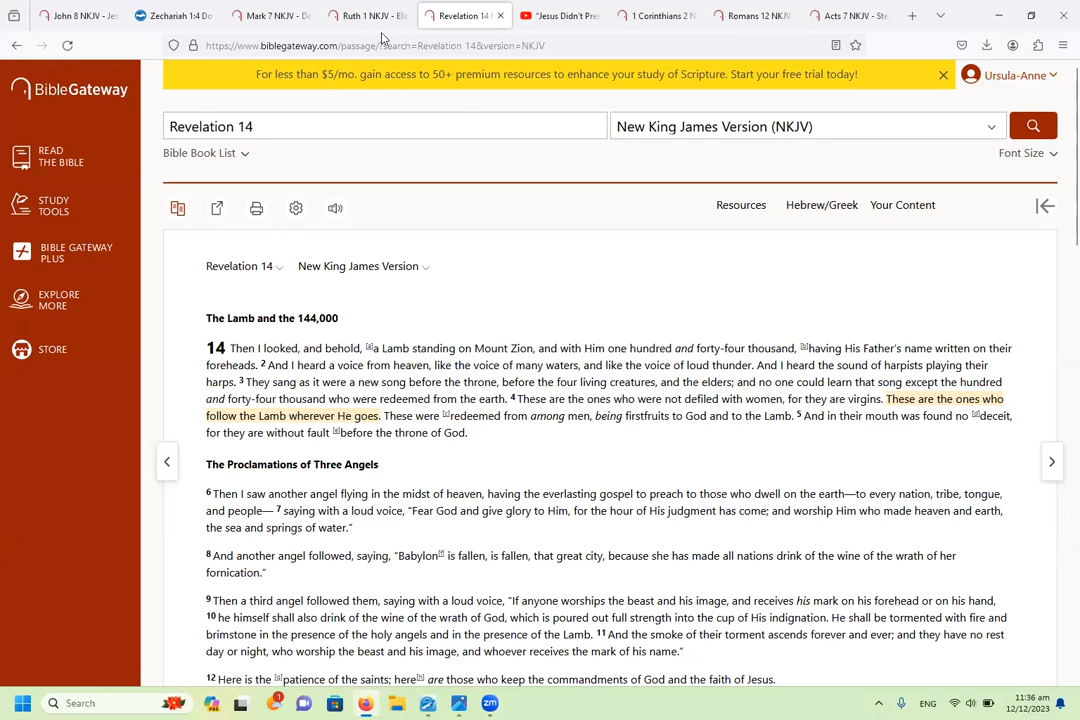 John 8 NKJV - Jes
Zechariah 1:4 Do
Mark 7 NKJV - De
Ruth 1 NKJV - Eli
Revelation 14 N
"Jesus Didn't Pre
1 Corinthians 2 N
Romans 12 NKJV
Acts 7 NKJV - Ste
https://www.biblegateway.com/passage/?search=Revelation 14&version=NKJV
For less than $5/mo. gain access to 50+ premium resources to enhance your study of Scripture. Start your free trial today!
Ursula-Anne
BibleGateway
READ
THE BIBLE
STUDY
TOOLS
BIBLE GATEWAY
PLUS
EXPLORE
MORE
STORE
Revelation 14
New King James Version (NKJV)
Bible Book List
Font Size
Resources
Hebrew/Greek
Your Content
Revelation 14
New King James Version
The Lamb and the 144,000
14 Then I looked, and behold, [a]a Lamb standing on Mount Zion, and with Him one hundred and forty-four thousand, [b]having His Father's name written on their
foreheads. 2 And I heard a voice from heaven, like the voice of many waters, and like the voice of loud thunder. And I heard the sound of harpists playing their
harps. 3 They sang as it were a new song before the throne, before the four living creatures, and the elders; and no one could learn that song except the hundred
and forty-four thousand who were redeemed from the earth. 4 These are the ones who were not defiled with women, for they are virgins. These are the ones who
follow the Lamb wherever He goes. These were [c]redeemed from among men, being firstfruits to God and to the Lamb. 5 And in their mouth was found no [d]deceit,
for they are without fault [e]before the throne of God.
The Proclamations of Three Angels
6 Then I saw another angel flying in the midst of heaven, having the everlasting gospel to preach to those who dwell on the earth—to every nation, tribe, tongue,
and people— 7 saying with a loud voice, "Fear God and give glory to Him, for the hour of His judgment has come; and worship Him who made heaven and earth,
the sea and springs of water."
8 And another angel followed, saying, "Babylon[f] is fallen, is fallen, that great city, because she has made all nations drink of the wine of the wrath of her
fornication."
9 Then a third angel followed them, saying with a loud voice, "If anyone worships the beast and his image, and receives his mark on his forehead or on his hand,
10 he himself shall also drink of the wine of the wrath of God, which is poured out full strength into the cup of His indignation. He shall be tormented with fire and
brimstone in the presence of the holy angels and in the presence of the Lamb. 11 And the smoke of their torment ascends forever and ever; and they have no rest
day or night, who worship the beast and his image, and whoever receives the mark of his name."
12 Here is the [g]patience of the saints; here[h] are those who keep the commandments of God and the faith of Jesus.
Search
1
zm
ENG
11:36 am
12/12/2023